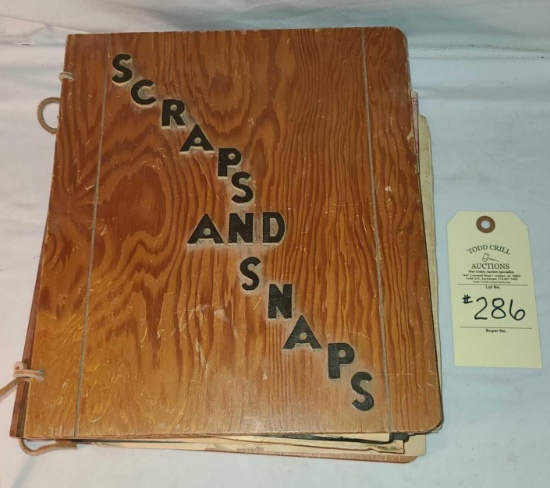 SCRAPS
AND
SNAPS
TODD CRILL
AUCTIONS
Lot No.
#286
Buyer No.